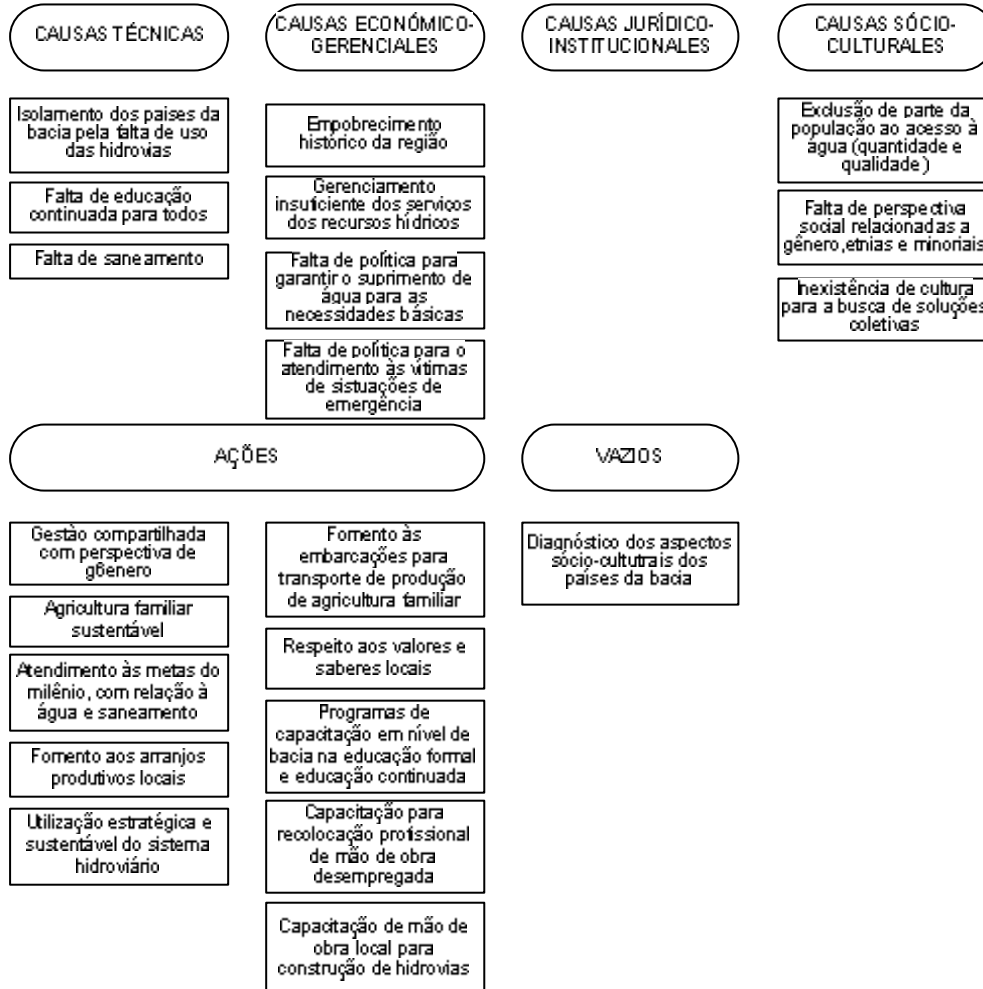 CAUSAS TÉCNICAS
CAUSAS ECONÓMICO-
GERENCIALES
CAUSAS JURÍDICO-
INSTITUCIONALES
CAUSAS SÓCIO-
CULTURALES
Isolamento dos paises da
bacia pela falta de uso
das hidrovias
Falta de educação
continuada para todos
Falta de saneamento
Empobrecimento
histórico da região
Gerenciamento
insuficiente dos serviços
dos recursos hídricos
Falta de política para
garantir o suprimento de
água para as
necessidades básicas
Falta de política para o
atendimento às vítimas
de sistuações de
emergência
Exclusão de parte da
população ao acesso à
água (quantidade e
qualidade)
Falta de perspectiva
social relacionadas a
gênero, etnias e minoriais
Inexistência de cultura
para a busca de soluções
coletivas
AÇÕES
VAZIOS
Gestão compartilhada
com perspectiva de
g6enero
Agricultura familiar
sustentável
Atendimento às metas do
milênio, com relação à
água e saneamento
Fomento aos arranjos
produtivos locais
Utilização estratégica e
sustentável do sistema
hidroviário
Fomento às
embarcações para
transporte de produção
de agricultura familiar
Respeito aos valores e
saberes locais
Programas de
capacitação em nível de
bacia na educação formal
e educação continuada
Capacitação para
recolocação profissional
de mão de obra
desempregada
Capacitação de mão de
obra local para
construção de hidrovias
Diagnóstico dos aspectos
sócio-cultutrais dos
países da bacia